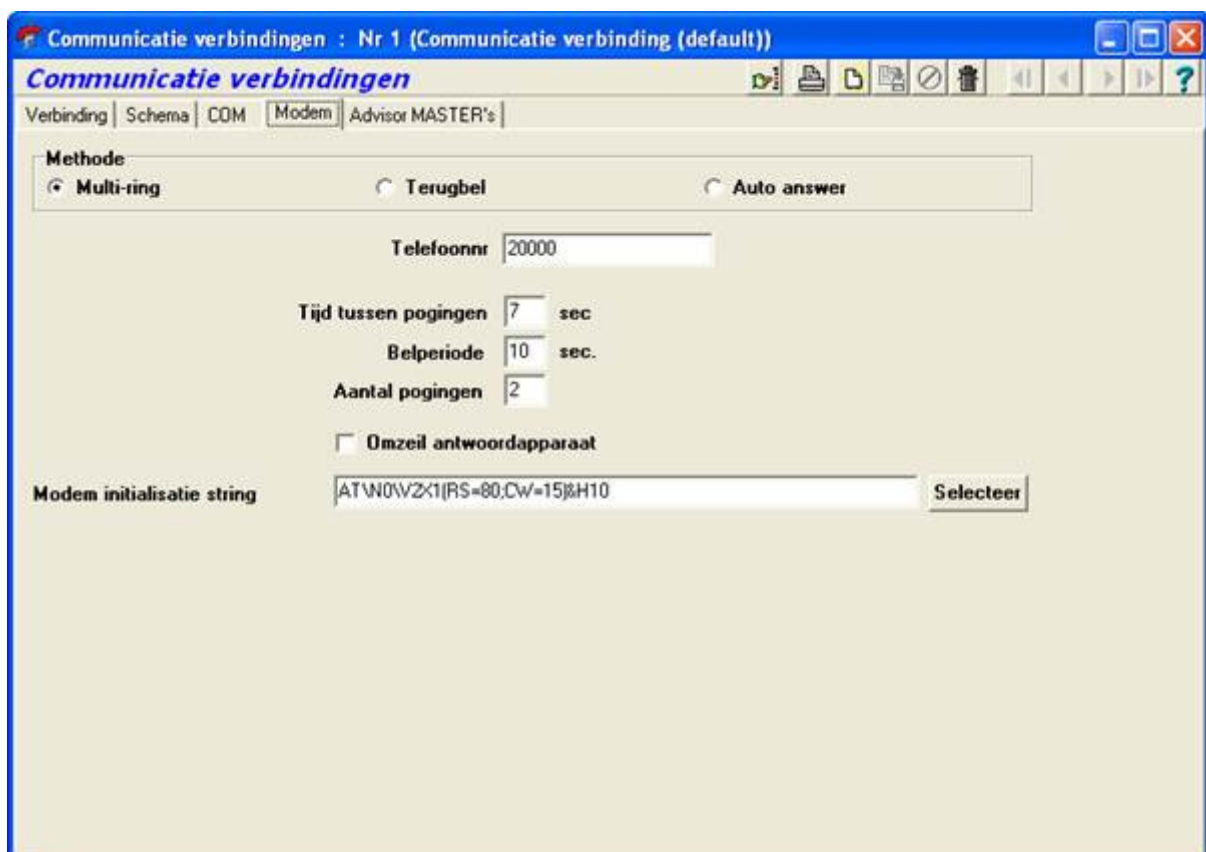 Communicatie verbindingen : Nr 1 (Communicatie verbinding (default))
Communicatie verbindingen
Verbinding Schema COM Modem Advisor MASTER's
Methode
Multi-ring Terugbel Auto answer
Telefoonnr 20000
Tijd tussen pogingen 7 sec
Belperiode 10 sec.
Aantal pogingen 2
Omzeil antwoordapparaat
Modem initialisatie string AT\N0\V2X1(RS=80;CW=15)&H10 Selecteer